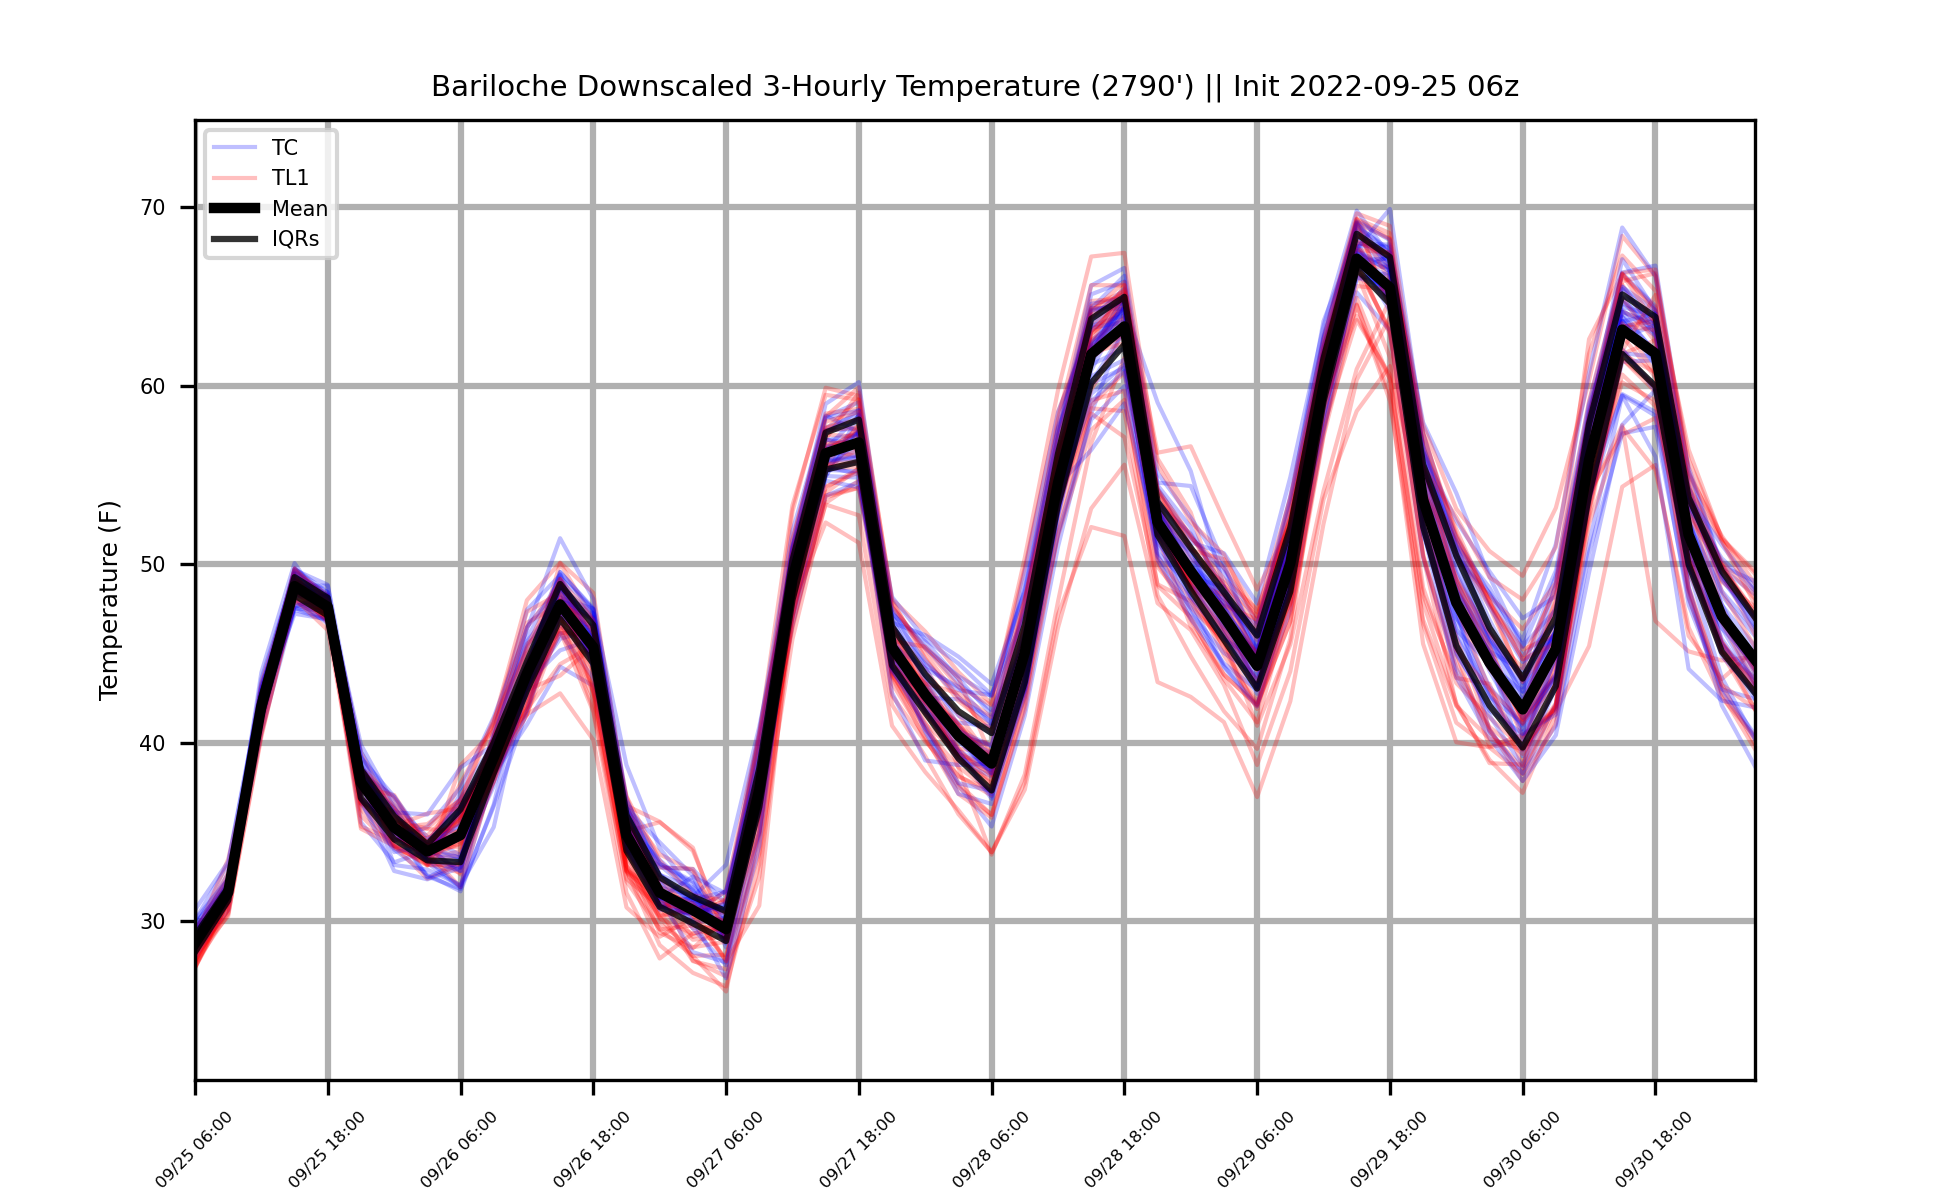 Bariloche Downscaled 3-Hourly Temperature (2790') || Init 2022-09-25 06z
TC
TL1
Mean
IQRs
Temperature (F)
70
60
50
40
30
09/25 06:00
09/25 18:00
09/26 06:00
09/26 18:00
09/27 06:00
09/27 18:00
09/28 06:00
09/28 18:00
09/29 06:00
09/29 18:00
09/30 06:00
09/30 18:00